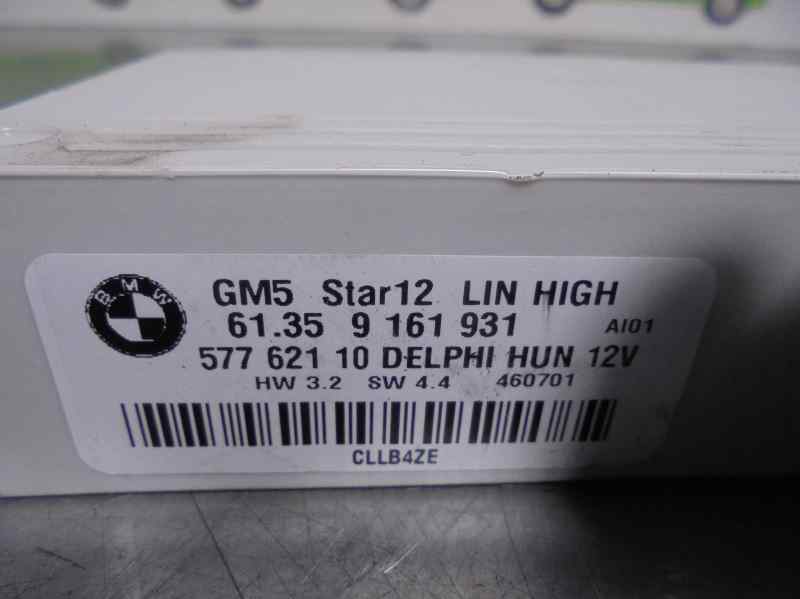 BMW
GM5 Star12 LIN HIGH
61.35 9 161 931 AI01
577 621 10 DELPHI HUN 12V
HW 3.2 SW 4.4 460701
CLLB4ZE